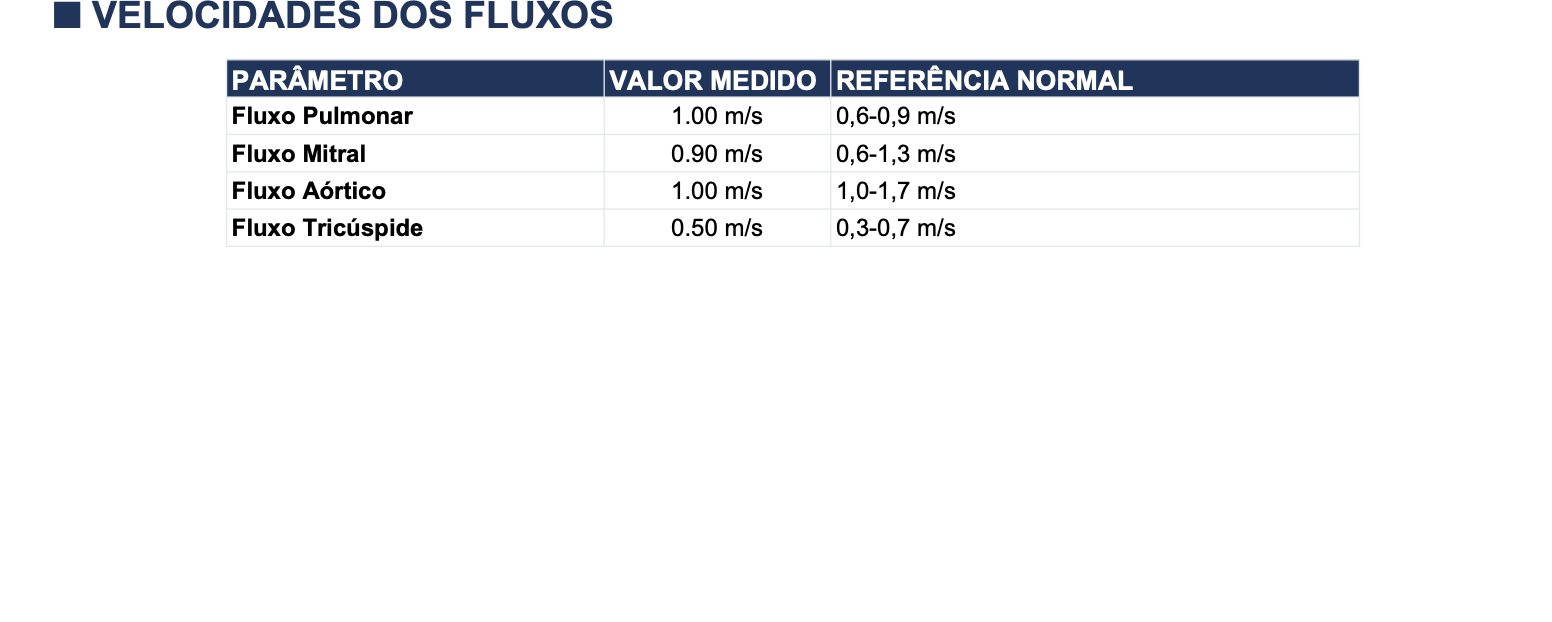 ■ VELOCIDADES DOS FLUXOS
PARÂMETRO VALOR MEDIDO REFERÊNCIA NORMAL
Fluxo Pulmonar 1.00 m/s 0,6-0,9 m/s
Fluxo Mitral 0.90 m/s 0,6-1,3 m/s
Fluxo Aórtico 1.00 m/s 1,0-1,7 m/s
Fluxo Tricúspide 0.50 m/s 0,3-0,7 m/s